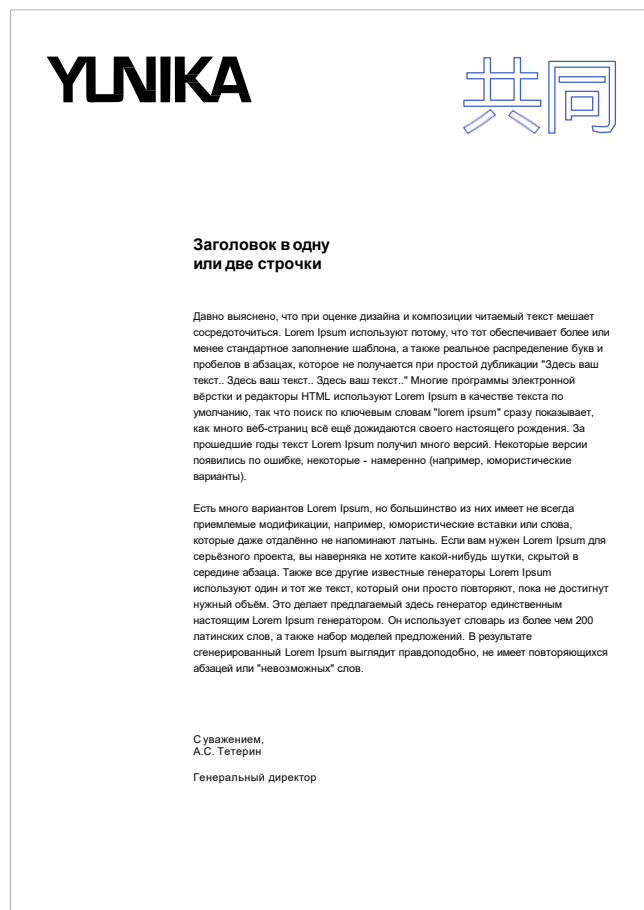 YUNIKA
共同
Заголовок в одну
или две строчки
Давно выяснено, что при оценке дизайна и композиции читаемый текст мешает
сосредоточиться. Lorem Ipsum используют потому, что тот обеспечивает более или
менее стандартное заполнение шаблона, а также реальное распределение букв и
пробелов в абзацах, которое не получается при простой дубликации "Здесь ваш
текст.. Здесь ваш текст.. Здесь ваш текст.." Многие программы электронной
вёрстки и редакторы HTML используют Lorem Ipsum в качестве текста по
умолчанию, так что поиск по ключевым словам "lorem ipsum" сразу показывает,
как много веб-страниц всё ещё дожидаются своего настоящего рождения. За
прошедшие годы текст Lorem Ipsum получил много версий. Некоторые версии
появились по ошибке, некоторые - намеренно (например, юмористические
варианты).
Есть много вариантов Lorem Ipsum, но большинство из них имеет не всегда
приемлемые модификации, например, юмористические вставки или слова,
которые даже отдалённо не напоминают латынь. Если вам нужен Lorem Ipsum для
серьёзного проекта, вы наверняка не хотите какой-нибудь шутки, скрытой в
середине абзаца. Также все другие известные генераторы Lorem Ipsum
используют один и тот же текст, который они просто повторяют, пока не достигнут
нужный объём. Это делает предлагаемый здесь генератор единственным
настоящим Lorem Ipsum генератором. Он использует словарь из более чем 200
латинских слов, а также набор моделей предложений. В результате
сгенерированный Lorem Ipsum выглядит правдоподобно, не имеет повторяющихся
абзацей или "невозможных" слов.
С уважением,
А.С. Тетерин
Генеральный директор